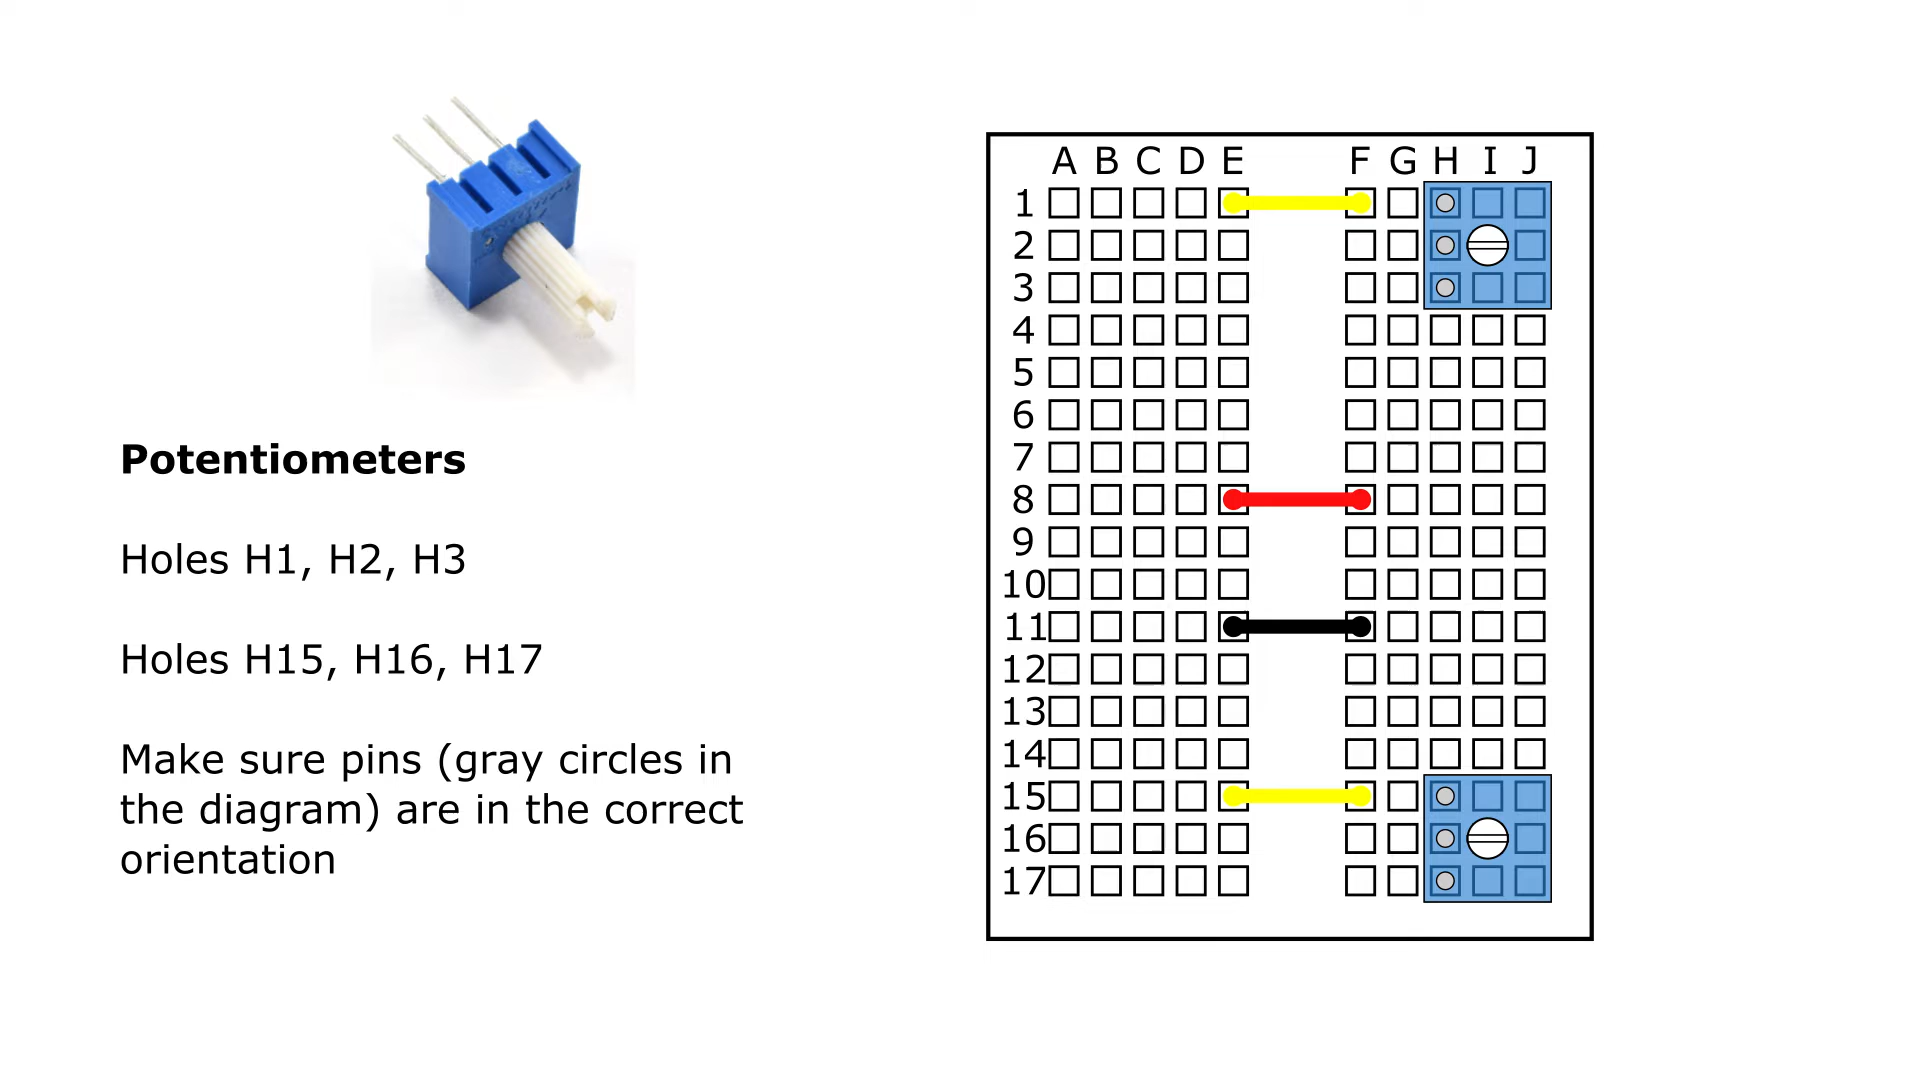 Potentiometers
Holes H1, H2, H3
Holes H15, H16, H17
Make sure pins (gray circles in
the diagram) are in the correct
orientation
A B C D E F G H I J
1
2
3
4
5
6
7
8
9
10
11
12
13
14
15
16
17